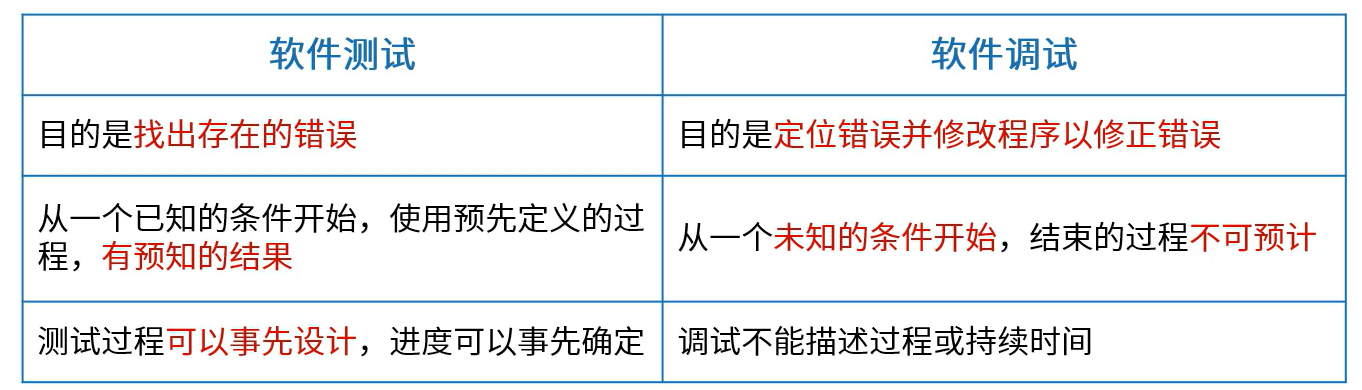 软件测试
软件调试
目的是找出存在的错误
目的是定位错误并修改程序以修正错误
从一个已知的条件开始，使用预先定义的过
程，有预知的结果
从一个未知的条件开始，结束的过程不可预计
测试过程可以事先设计，进度可以事先确定
调试不能描述过程或持续时间